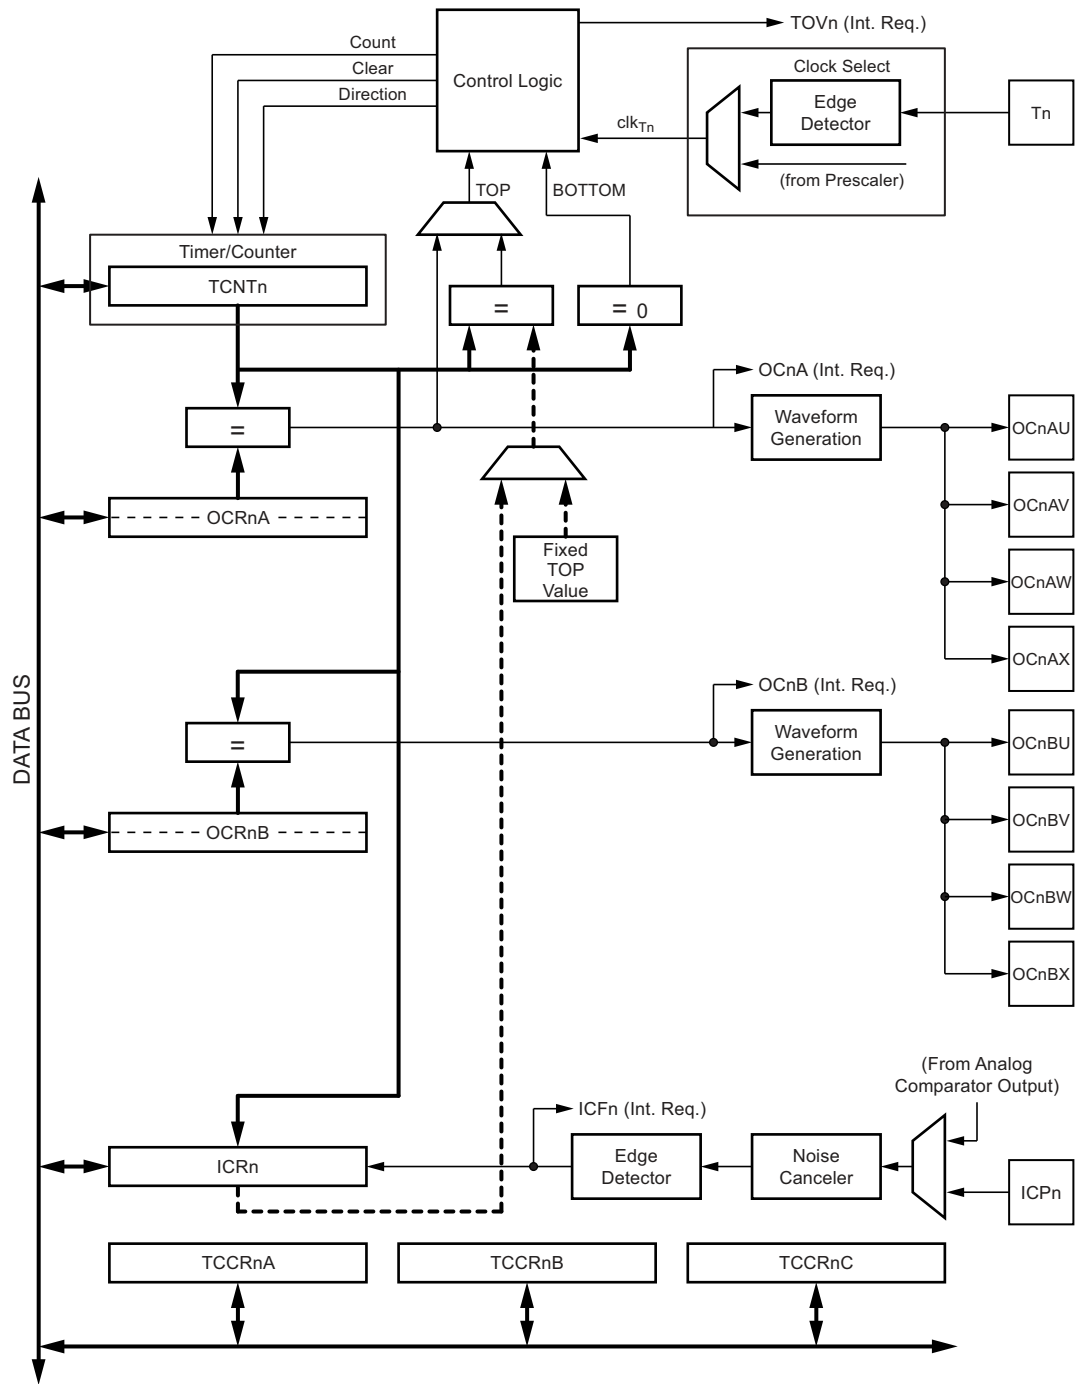 TOVn (Int. Req.)
Count
Clear
Direction
Control Logic
Clock Select
Edge
Detector
Tn
clkTn
(from Prescaler)
TOP
BOTTOM
Timer/Counter
TCNTn
=
= 0
OCnA (Int. Req.)
=
Waveform
Generation
OCnAU
OCRnA
OCnAV
Fixed
TOP
Value
OCnAW
OCnAX
DATA BUS
OCnB (Int. Req.)
=
Waveform
Generation
OCnBU
OCRnB
OCnBV
OCnBW
OCnBX
(From Analog
Comparator Output)
ICFn (Int. Req.)
ICRn
Edge
Detector
Noise
Canceler
ICPn
TCCRnA
TCCRnB
TCCRnC